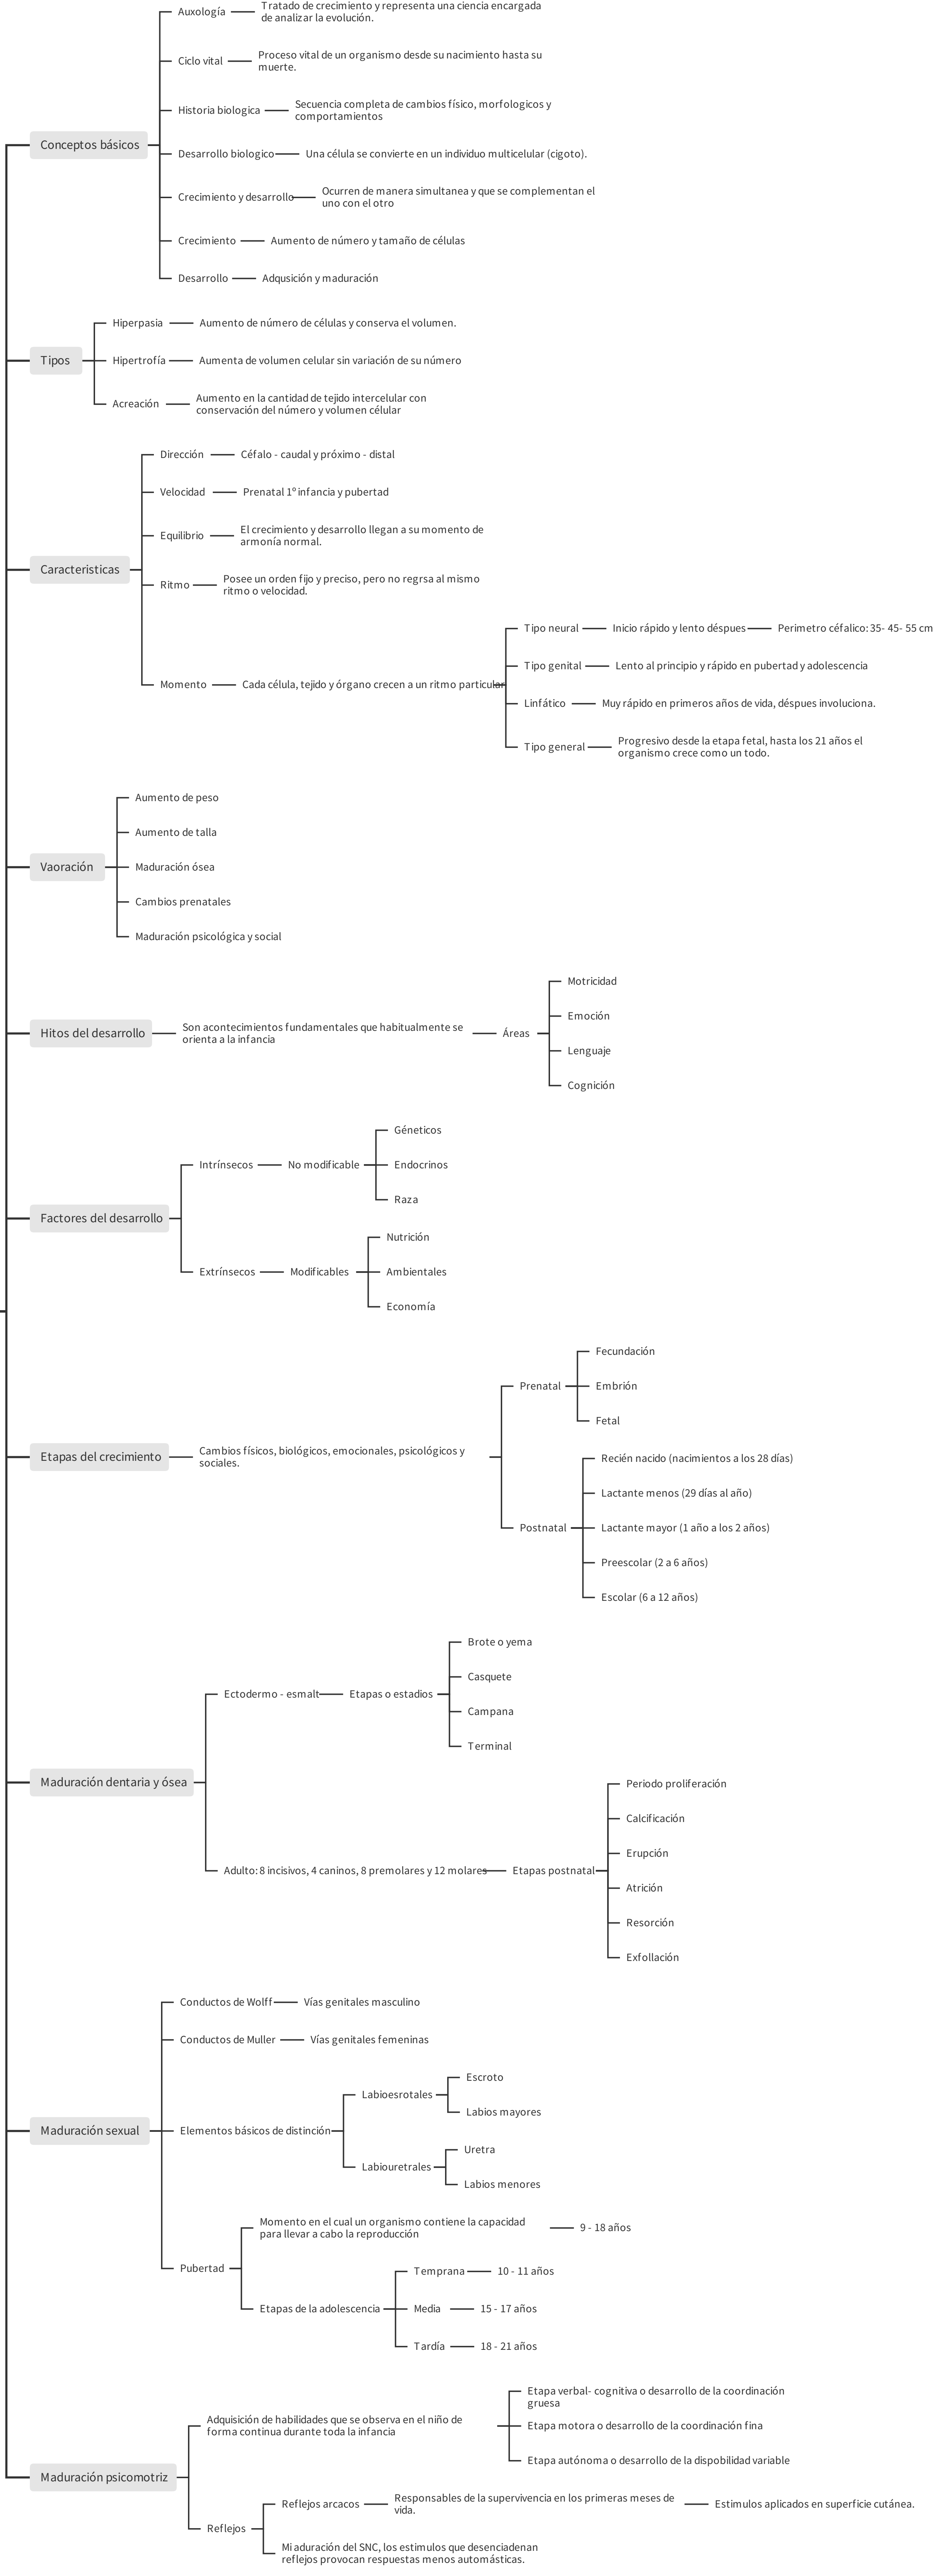 Conceptos básicos
Auxología
Tratado de crecimiento y representa una ciencia encargada
de analizar la evolución.
Ciclo vital
Proceso vital de un organismo desde su nacimiento hasta su
muerte.
Historia biologica
Secuencia completa de cambios físico, morfologicos y
comportamientos
Desarrollo biologico
Una célula se convierte en un individuo multicelular (cigoto).
Crecimiento y desarrollo
Ocurren de manera simultanea y que se complementan el
uno con el otro
Crecimiento
Aumento de número y tamaño de células
Desarrollo
Adqusición y maduración
Tipos
Hiperpasia
Aumento de número de células y conserva el volumen.
Hipertrofía
Aumenta de volumen celular sin variación de su número
Acreación
Aumento en la cantidad de tejido intercelular con
conservación del número y volumen célular
Caracteristicas
Dirección
Céfalo - caudal y próximo - distal
Velocidad
Prenatal 1º infancia y pubertad
Equilibrio
El crecimiento y desarrollo llegan a su momento de
armonía normal.
Ritmo
Posee un orden fijo y preciso, pero no regrsa al mismo
ritmo o velocidad.
Momento
Cada célula, tejido y órgano crecen a un ritmo particular
Tipo neural
Inicio rápido y lento déspues
Perimetro céfalico: 35- 45- 55 cm
Tipo genital
Lento al principio y rápido en pubertad y adolescencia
Linfático
Muy rápido en primeros años de vida, déspues involuciona.
Tipo general
Progresivo desde la etapa fetal, hasta los 21 años el
organismo crece como un todo.
Vaoración
Aumento de peso
Aumento de talla
Maduración ósea
Cambios prenatales
Maduración psicológica y social
Hitos del desarrollo
Son acontecimientos fundamentales que habitualmente se
orienta a la infancia
Áreas
Motricidad
Emoción
Lenguaje
Cognición
Factores del desarrollo
Intrínsecos
No modificable
Géneticos
Endocrinos
Raza
Extrínsecos
Modificables
Nutrición
Ambientales
Economía
Etapas del crecimiento
Cambios físicos, biológicos, emocionales, psicológicos y
sociales.
Prenatal
Fecundación
Embrión
Fetal
Postnatal
Recién nacido (nacimientos a los 28 días)
Lactante menos (29 días al año)
Lactante mayor (1 año a los 2 años)
Preescolar (2 a 6 años)
Escolar (6 a 12 años)
Maduración dentaria y ósea
Ectodermo - esmalt
Etapas o estadios
Brote o yema
Casquete
Campana
Terminal
Adulto: 8 incisivos, 4 caninos, 8 premolares y 12 molares
Etapas postnatal
Periodo proliferación
Calcificación
Erupción
Atrición
Resorción
Exfollación
Maduración sexual
Conductos de Wolff
Vías genitales masculino
Conductos de Muller
Vías genitales femeninas
Elementos básicos de distinción
Labioesrotales
Escroto
Labios mayores
Labiouretrales
Uretra
Labios menores
Pubertad
Momento en el cual un organismo contiene la capacidad
para llevar a cabo la reproducción
9 - 18 años
Etapas de la adolescencia
Temprana
10 - 11 años
Media
15 - 17 años
Tardía
18 - 21 años
Maduración psicomotriz
Adquisición de habilidades que se observa en el niño de
forma continua durante toda la infancia
Etapa verbal- cognitiva o desarrollo de la coordinación
gruesa
Etapa motora o desarrollo de la coordinación fina
Etapa autónoma o desarrollo de la dispobilidad variable
Reflejos
Reflejos arcacos
Responsables de la supervivencia en los primeras meses de
vida.
Estimulos aplicados en superficie cutánea.
Mi aduración del SNC, los estimulos que desenciadenan
reflejos provocan respuestas menos automásticas.